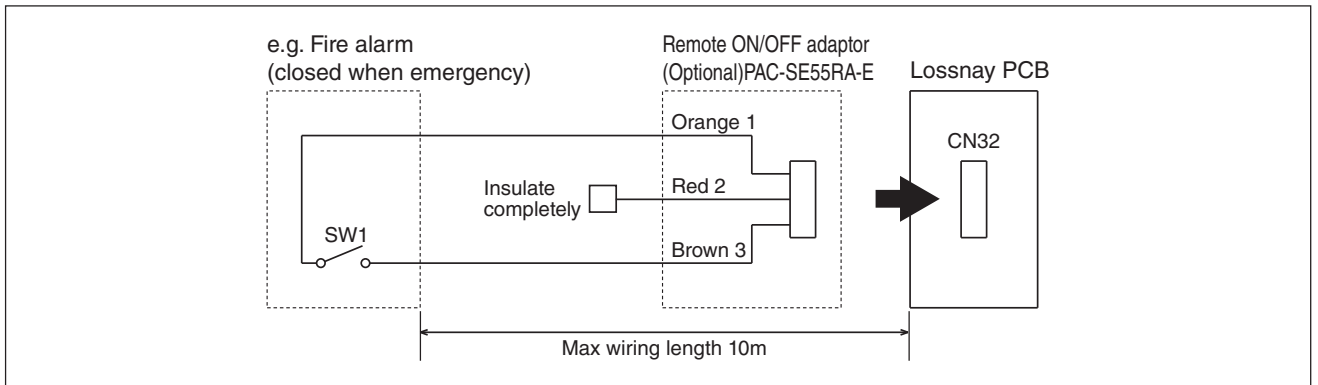 e.g. Fire alarm
(closed when emergency)
Remote ON/OFF adaptor
(Optional)PAC-SE55RA-E
Lossnay PCB
Orange 1
CN32
Red 2
Insulate
completely
SW1
Brown 3
Max wiring length 10m